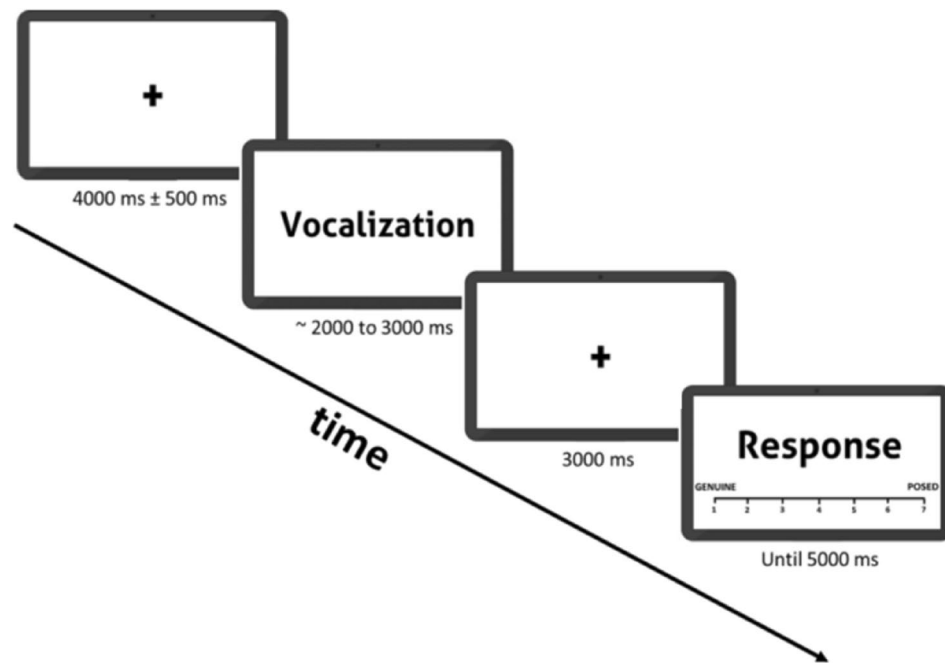 +
4000 ms ± 500 ms
Vocalization
~ 2000 to 3000 ms
+
3000 ms
time
Response
GENUINE POSED
1 2 3 4 5 6 7
Until 5000 ms